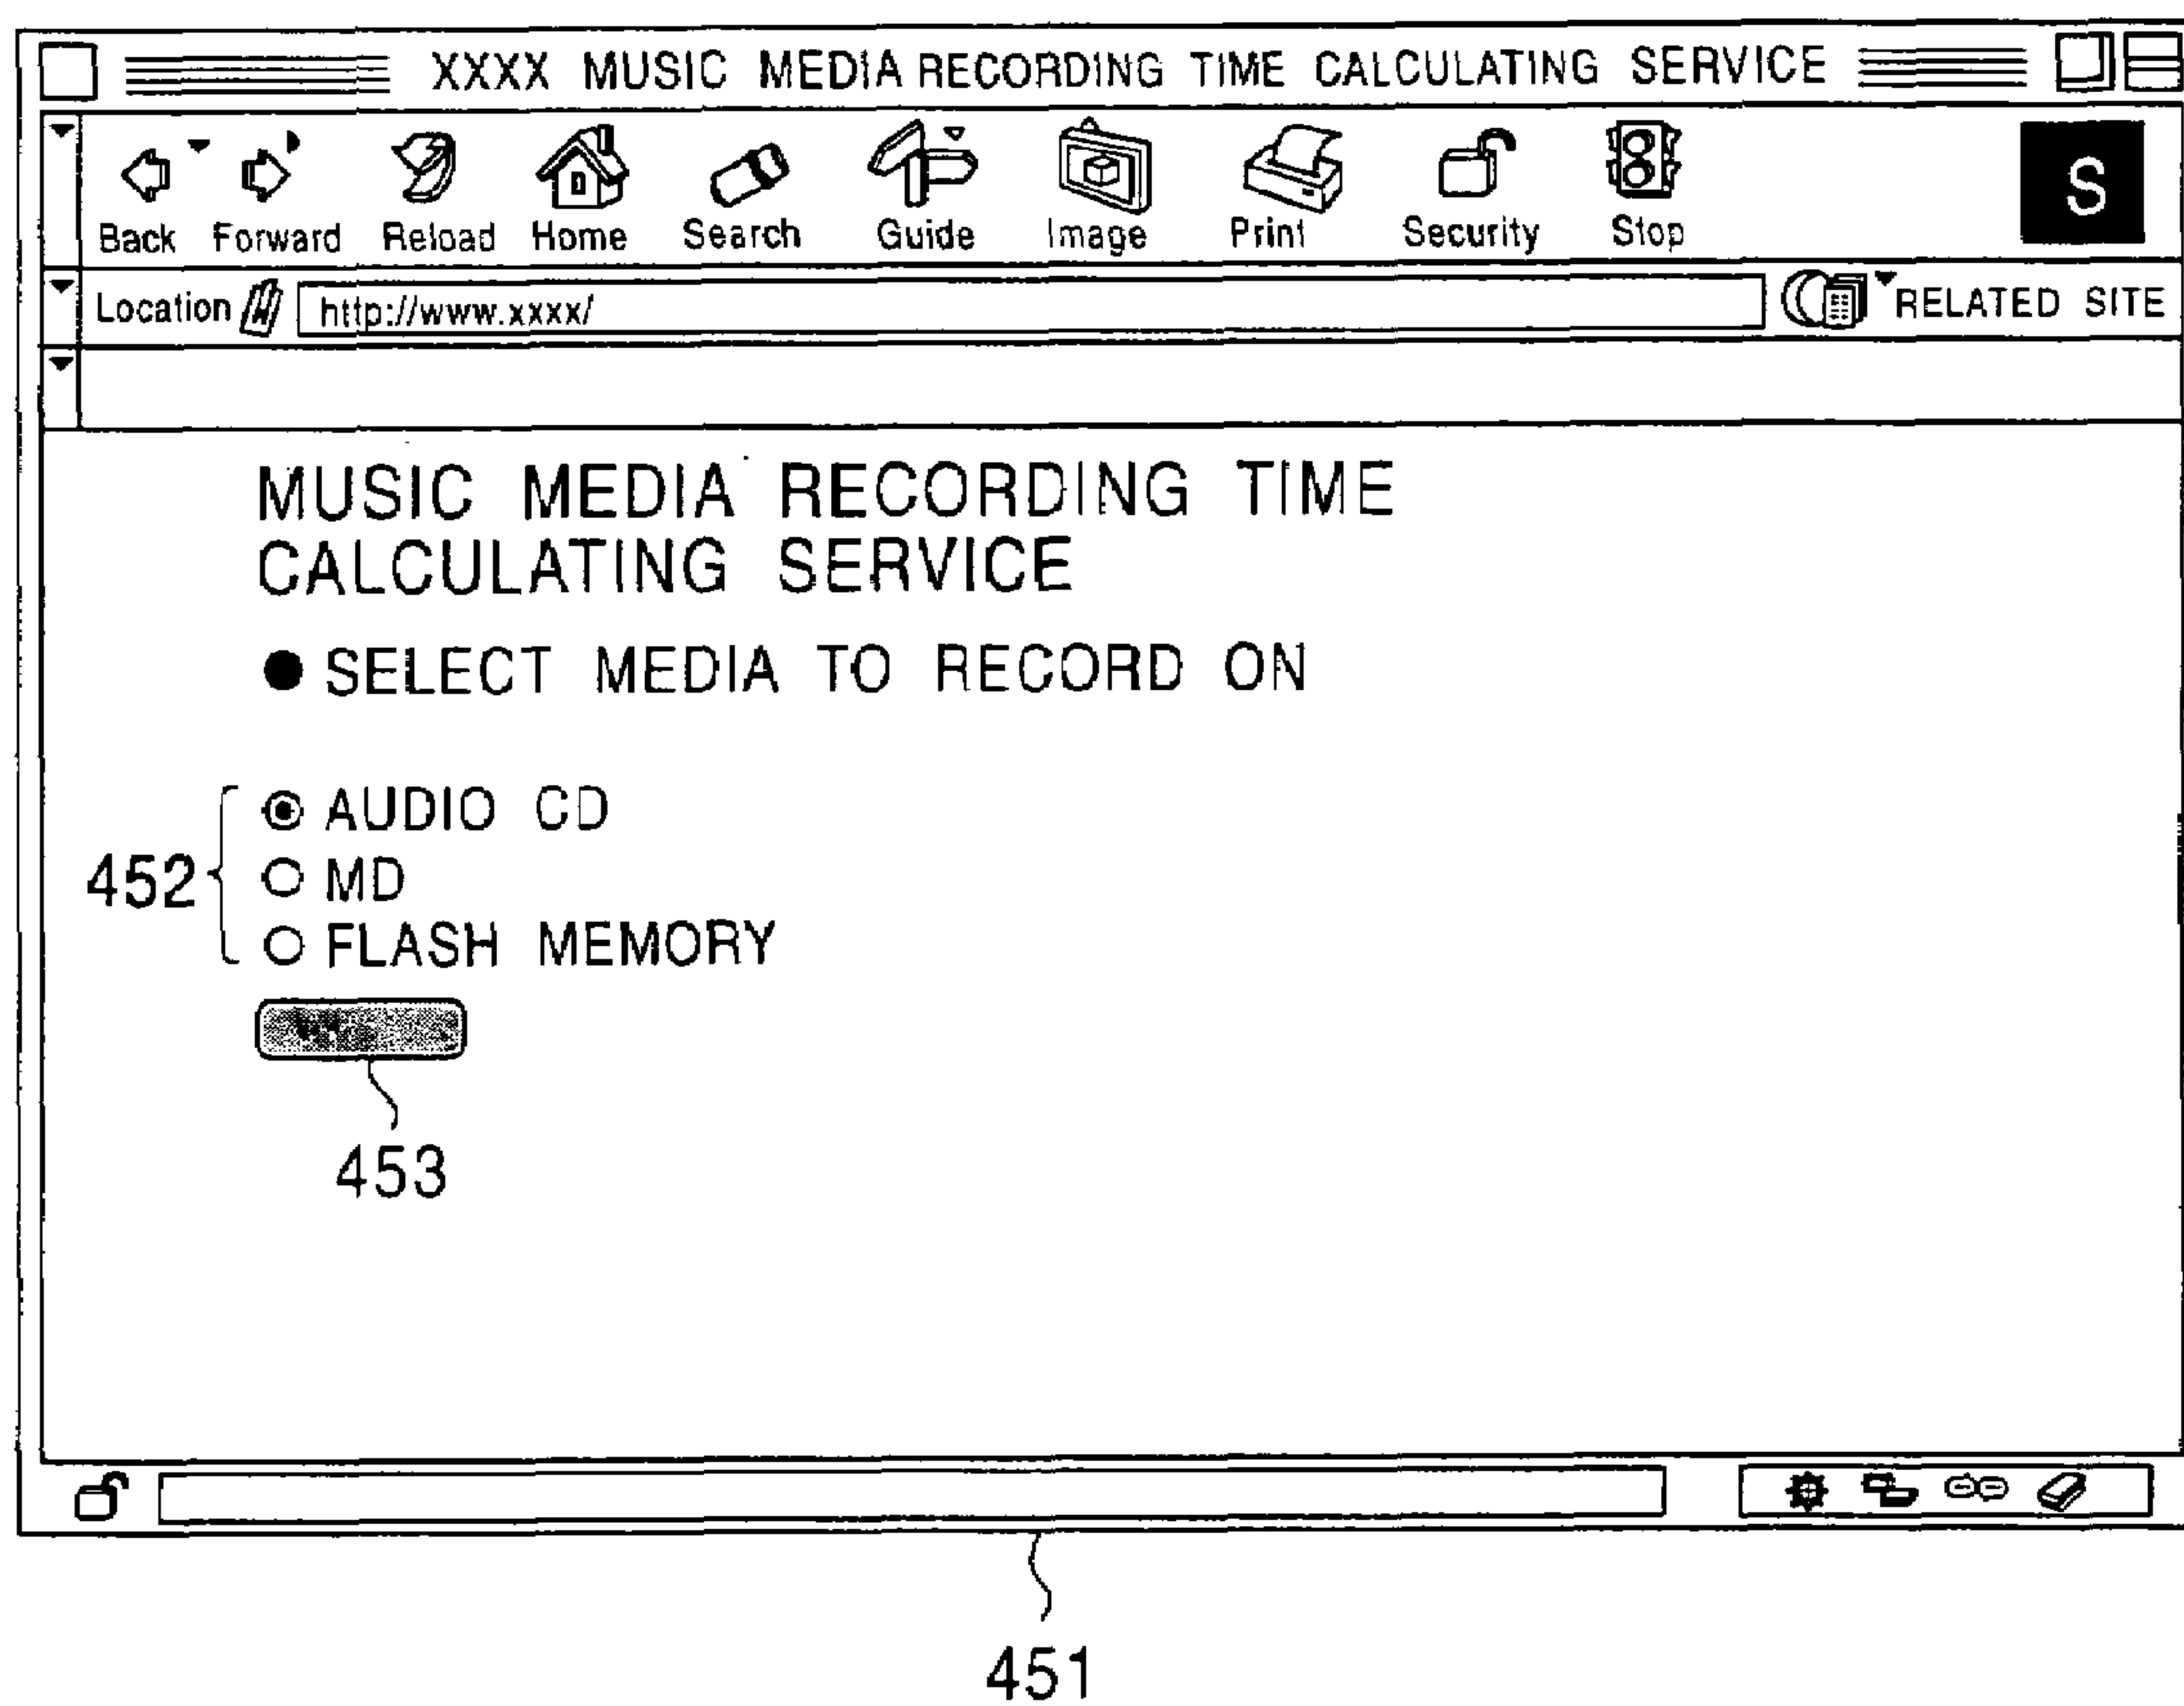 XXXX MUSIC MEDIA RECORDING TIME CALCULATING SERVICE
Back Forward Reload Home Search Guide Image Print Security Stop
S
Location http://www.xxxx/ RELATED SITE
MUSIC MEDIA RECORDING TIME
CALCULATING SERVICE
● SELECT MEDIA TO RECORD ON
AUDIO CD
452
MD
FLASH MEMORY
453
451